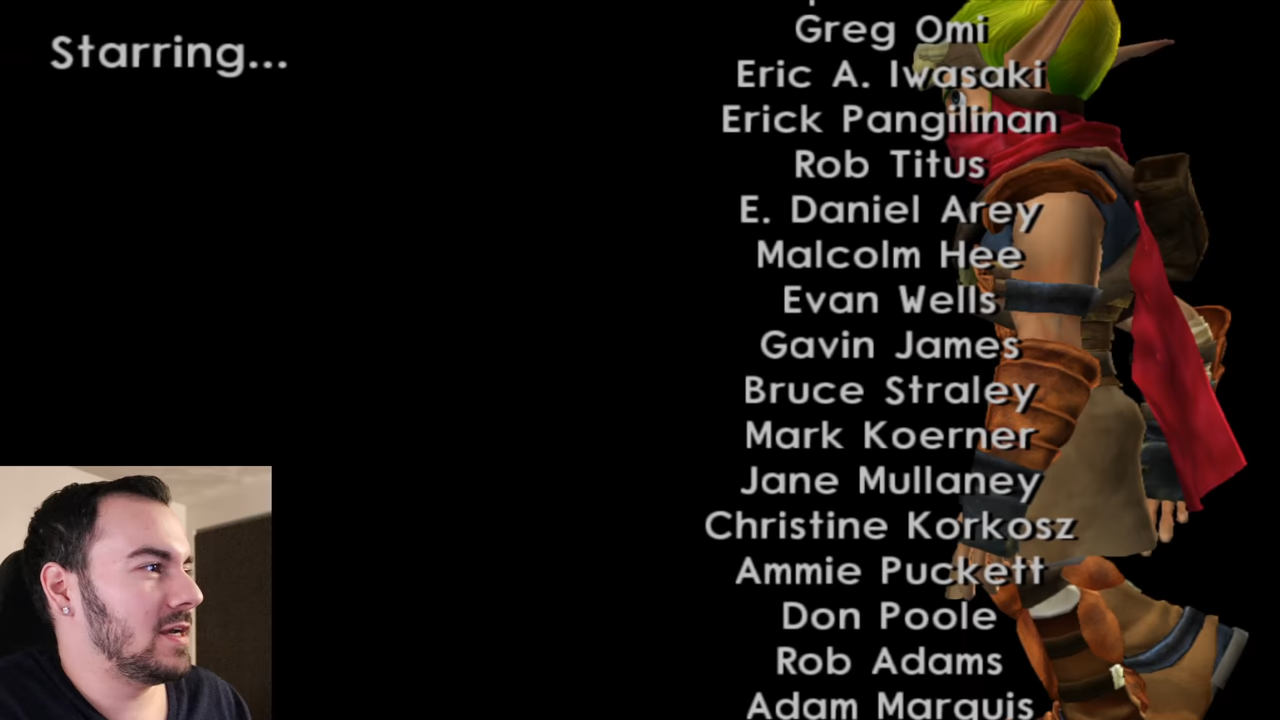 Starring...
Greg Omi
Eric A. Iwasaki
Erick Pangilinan
Rob Titus
E. Daniel Arey
Malcolm Hee
Evan Wells
Gavin James
Bruce Straley
Mark Koerner
Jane Mullaney
Christine Korkosz
Ammie Puckett
Don Poole
Rob Adams
Adam Marquis